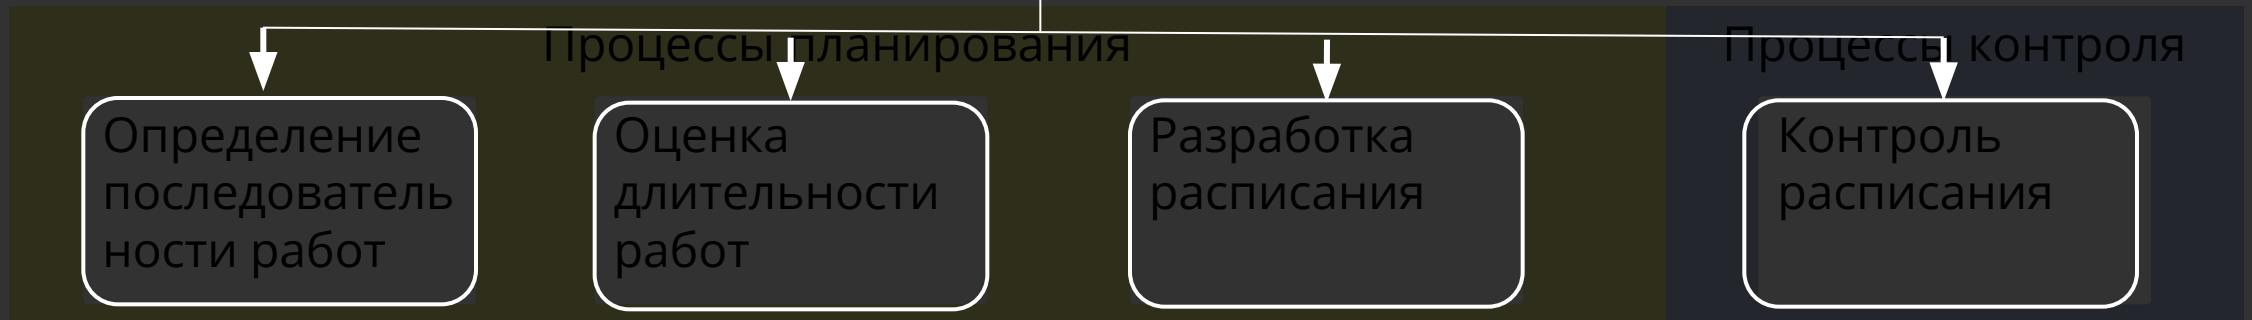 Процессы планирования
Процессы контроля
Определение
последователь
ности работ
Оценка
длительности
работ
Разработка
расписания
Контроль
расписания